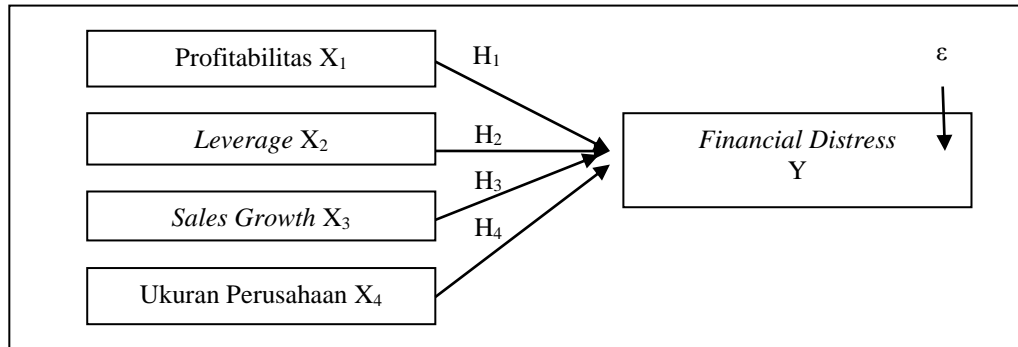 Profitabilitas X₁
Leverage X₂
Sales Growth X₃
Ukuran Perusahaan X₄
H₁
H₂
H₃
H₄
Financial Distress
Y
ε